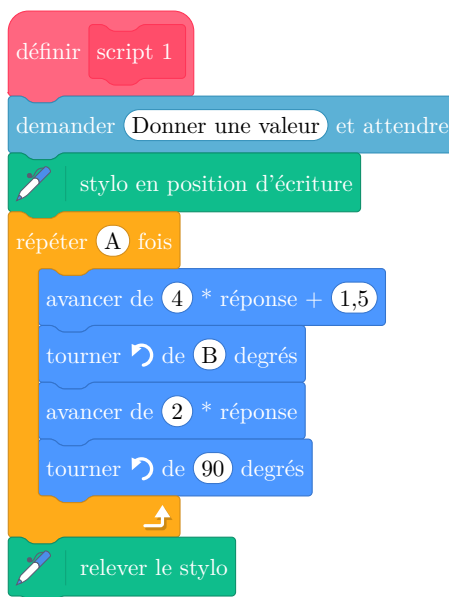 définir script 1
demander Donner une valeur et attendre
stylo en position d'écriture
répéter A fois
avancer de 4 * réponse + 1,5
tourner de B degrés
avancer de 2 * réponse
tourner de 90 degrés
relever le stylo